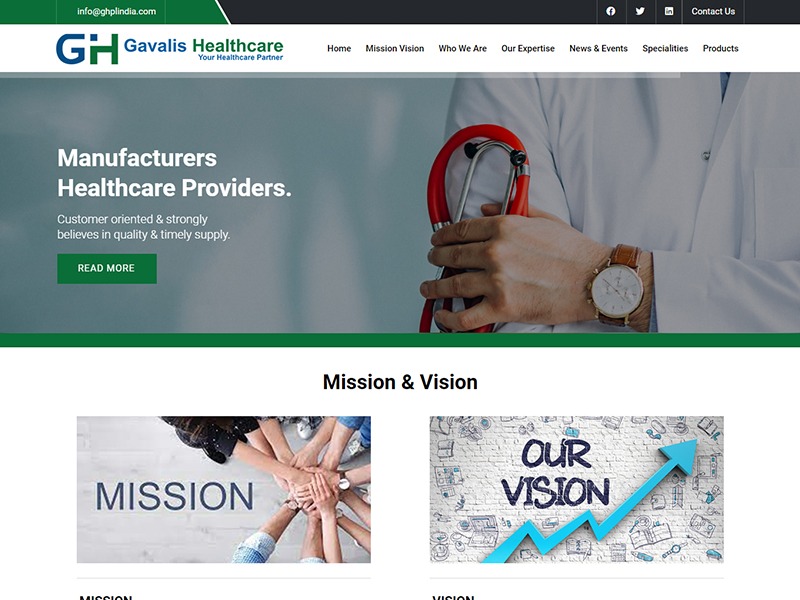 info@ghplindia.com
Contact Us
GH Gavalis Healthcare
Your Healthcare Partner
Home Mission Vision Who We Are Our Expertise News & Events Specialities Products
Manufacturers
Healthcare Providers.
Customer oriented & strongly
believes in quality & timely supply.
READ MORE
Mission & Vision
MISSION
OUR
VISION
MISSION
VISION